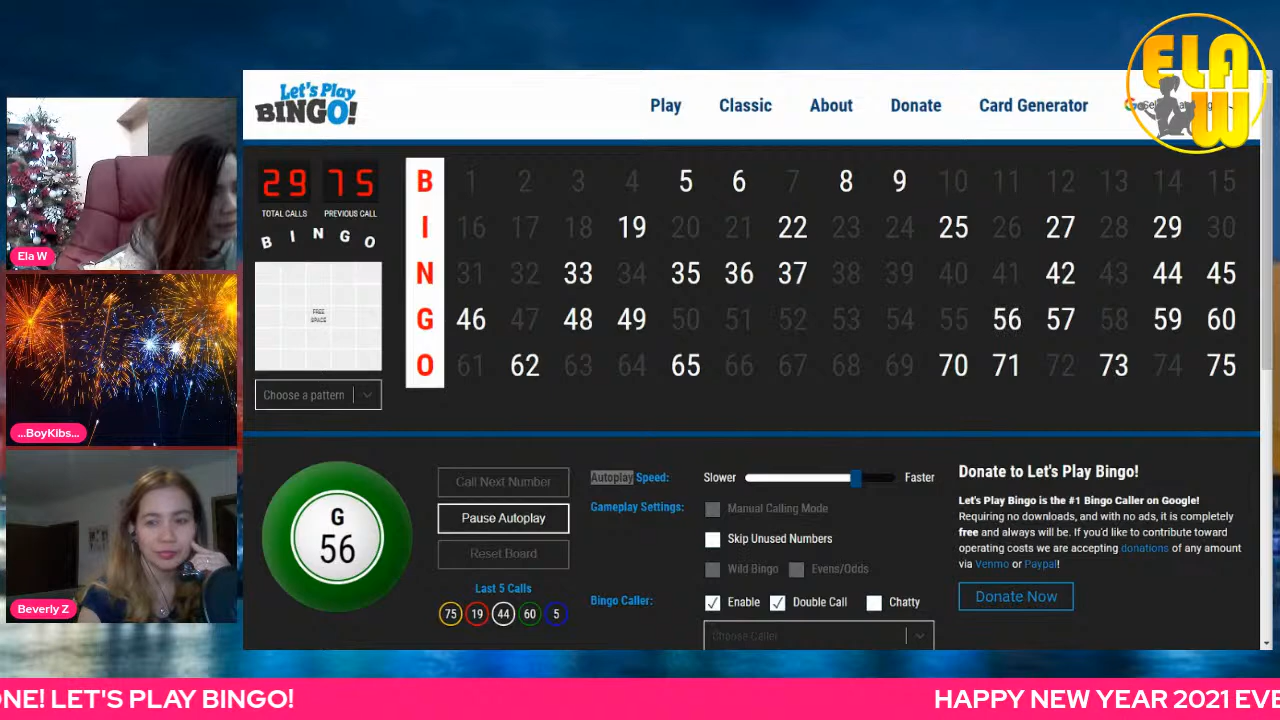 ELA
W
Let's Play
BINGO!
Play Classic About Donate Card Generator
29 75
TOTAL CALLS PREVIOUS CALL
B I N G O
FREE
SPACE
Choose a pattern
B 1 2 3 4 5 6 7 8 9 10 11 12 13 14 15
I 16 17 18 19 20 21 22 23 24 25 26 27 28 29 30
N 31 32 33 34 35 36 37 38 39 40 41 42 43 44 45
G 46 47 48 49 50 51 52 53 54 55 56 57 58 59 60
O 61 62 63 64 65 66 67 68 69 70 71 72 73 74 75
Ela W
...BoyKibs...
Beverly Z
G
56
Call Next Number
Pause Autoplay
Reset Board
Last 5 Calls
75 19 44 60 5
Autoplay Speed: Slower Faster
Gameplay Settings: Manual Calling Mode
Skip Unused Numbers
Wild Bingo Evens/Odds
Bingo Caller: Enable Double Call Chatty
Choose Caller
Donate to Let's Play Bingo!
Let's Play Bingo is the #1 Bingo Caller on Google!
Requiring no downloads, and with no ads, it is completely
free and always will be. If you'd like to contribute toward
operating costs we are accepting donations of any amount
via Venmo or Paypal!
Donate Now
ONE! LET'S PLAY BINGO! HAPPY NEW YEAR 2021 EVE